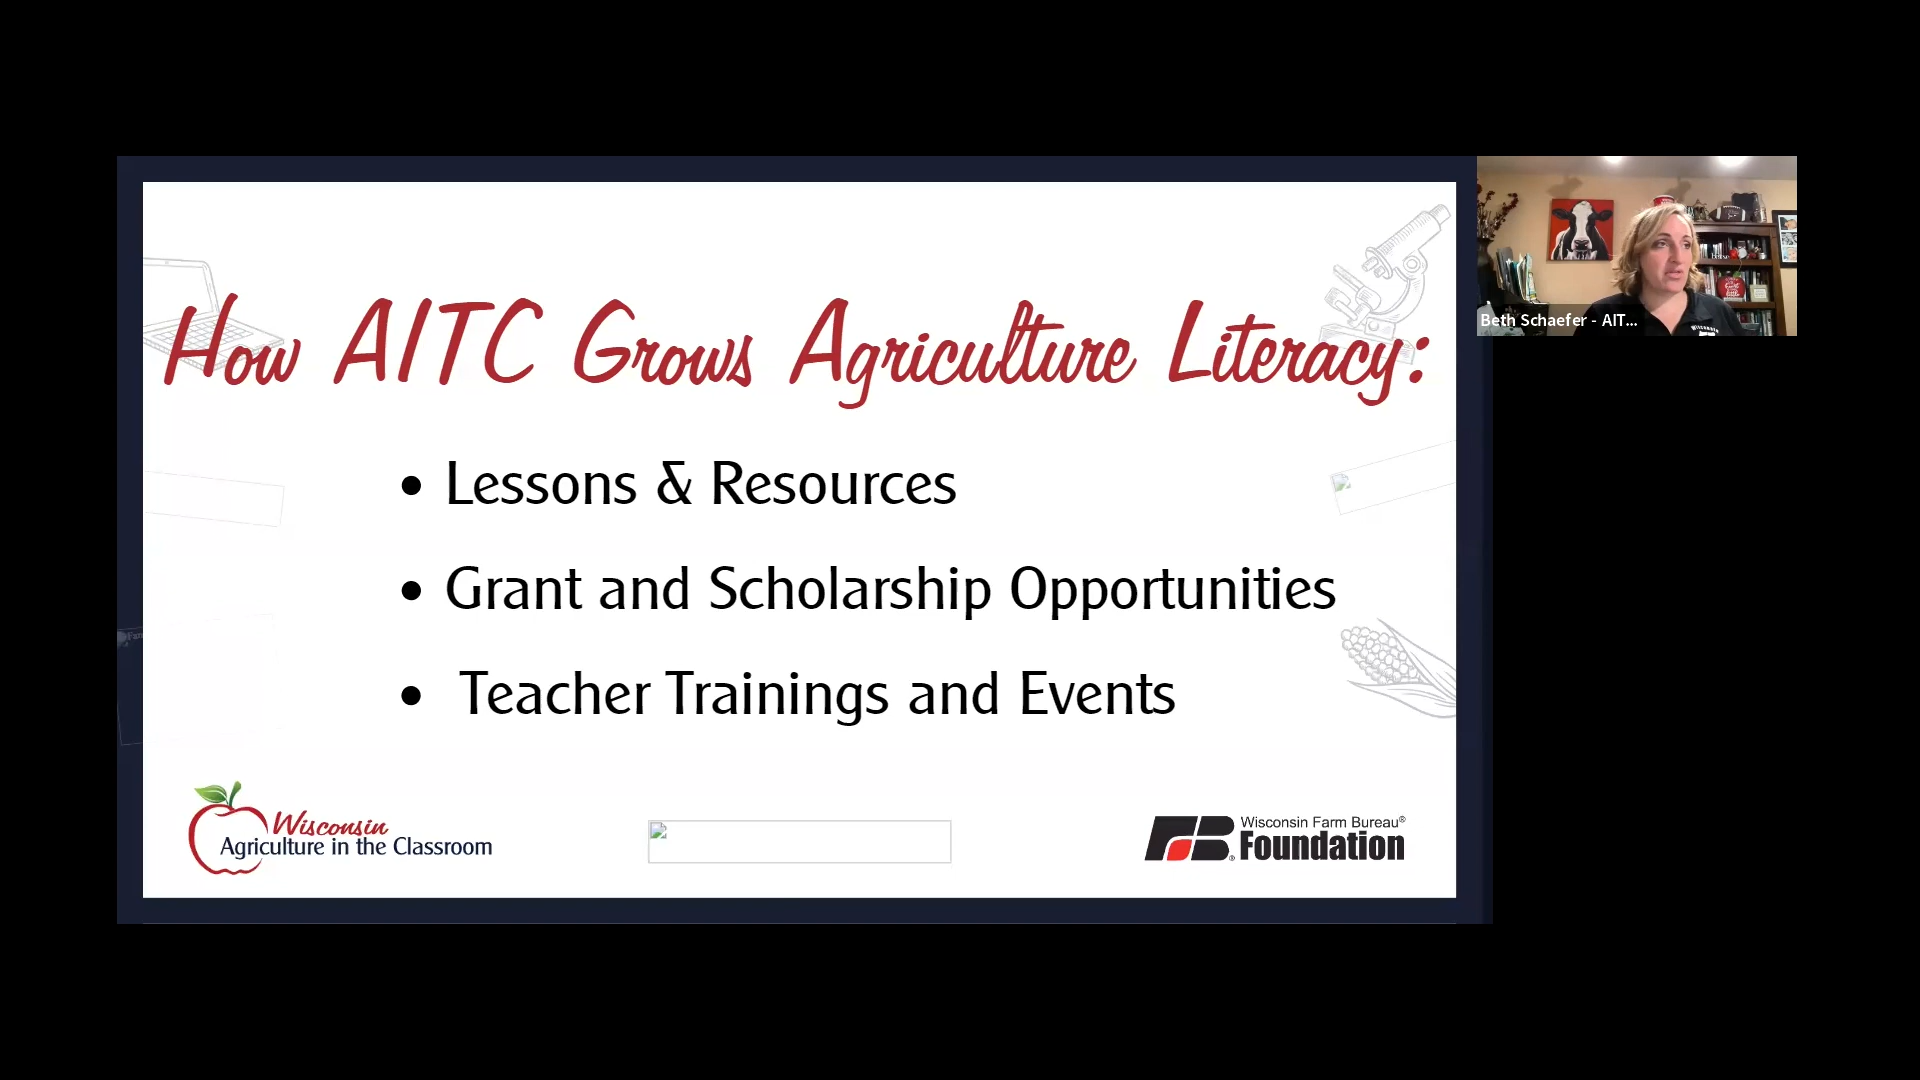 How AITC Grows Agriculture Literacy:
• Lessons & Resources
• Grant and Scholarship Opportunities
• Teacher Trainings and Events
Wisconsin
Agriculture in the Classroom
Wisconsin Farm Bureau®
Foundation
Beth Schaefer - AIT...
Wisconsin